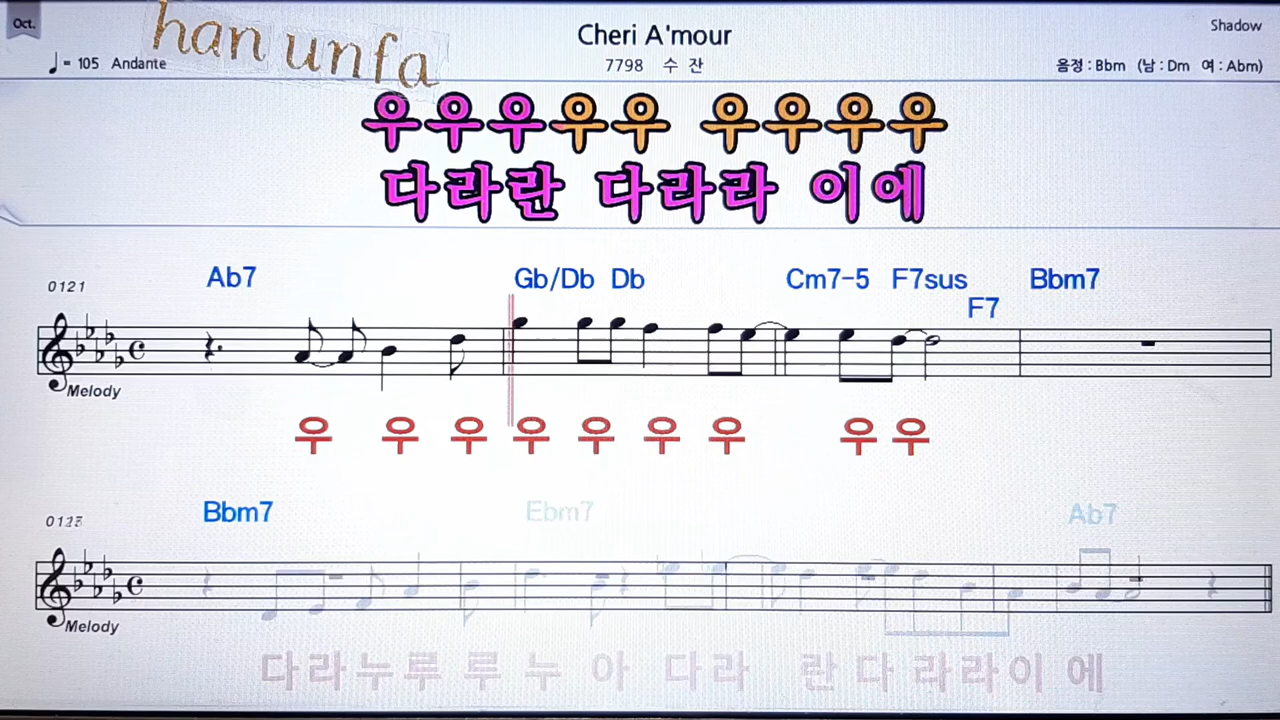 Oct.
han unfa
Cheri A'mour
Shadow
♩= 105 Andante
7798 수 잔
음정 : Bbm (남 : Dm 여 : Abm)
우우우우우 우우우우
다라란 다라라 이에
0121
Ab7 Gb/Db Db Cm7-5 F7sus Bbm7
F7
Melody
우 우 우 우 우 우 우 우 우
Bbm7 Ebm7 Ab7
Melody
다라누루 루 누 아 다라 란다 라라이 에